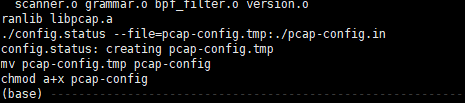 scanner.o grammar.o bpf_filter.o version.o
ranlib libpcap.a
./config.status --file=pcap-config.tmp:./pcap-config.in
config.status: creating pcap-config.tmp
mv pcap-config.tmp pcap-config
chmod a+x pcap-config
(base) ------------------------------------------------